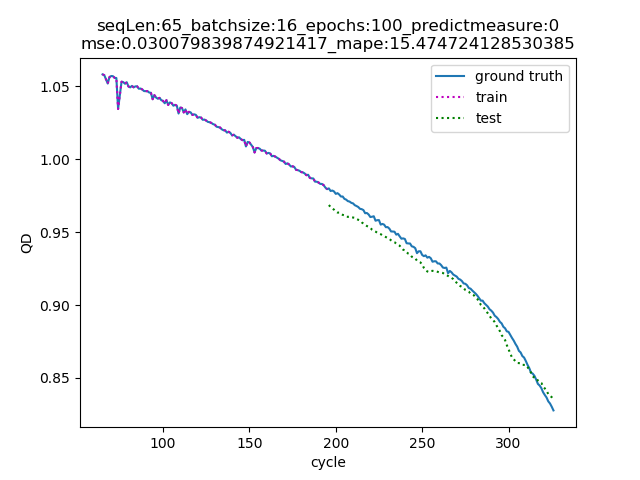 seqLen:65_batchsize:16_epochs:100_predictmeasure:0
mse:0.030079839874921417_mape:15.474724128530385
ground truth
train
test
1.05
1.00
0.95
0.90
0.85
QD
100 150 200 250 300
cycle